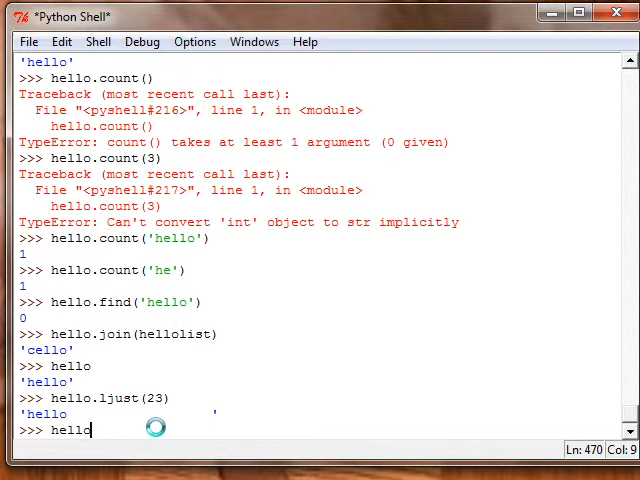 *Python Shell*
File Edit Shell Debug Options Windows Help
'hello'
>>> hello.count()
Traceback (most recent call last):
  File "<pyshell#216>", line 1, in <module>
    hello.count()
TypeError: count() takes at least 1 argument (0 given)
>>> hello.count(3)
Traceback (most recent call last):
  File "<pyshell#217>", line 1, in <module>
    hello.count(3)
TypeError: Can't convert 'int' object to str implicitly
>>> hello.count('hello')
1
>>> hello.count('he')
1
>>> hello.find('hello')
0
>>> hello.join(hellolist)
'cello'
>>> hello
'hello'
>>> hello.ljust(23)
'hello                  '
>>> hello
Ln: 470 Col: 9